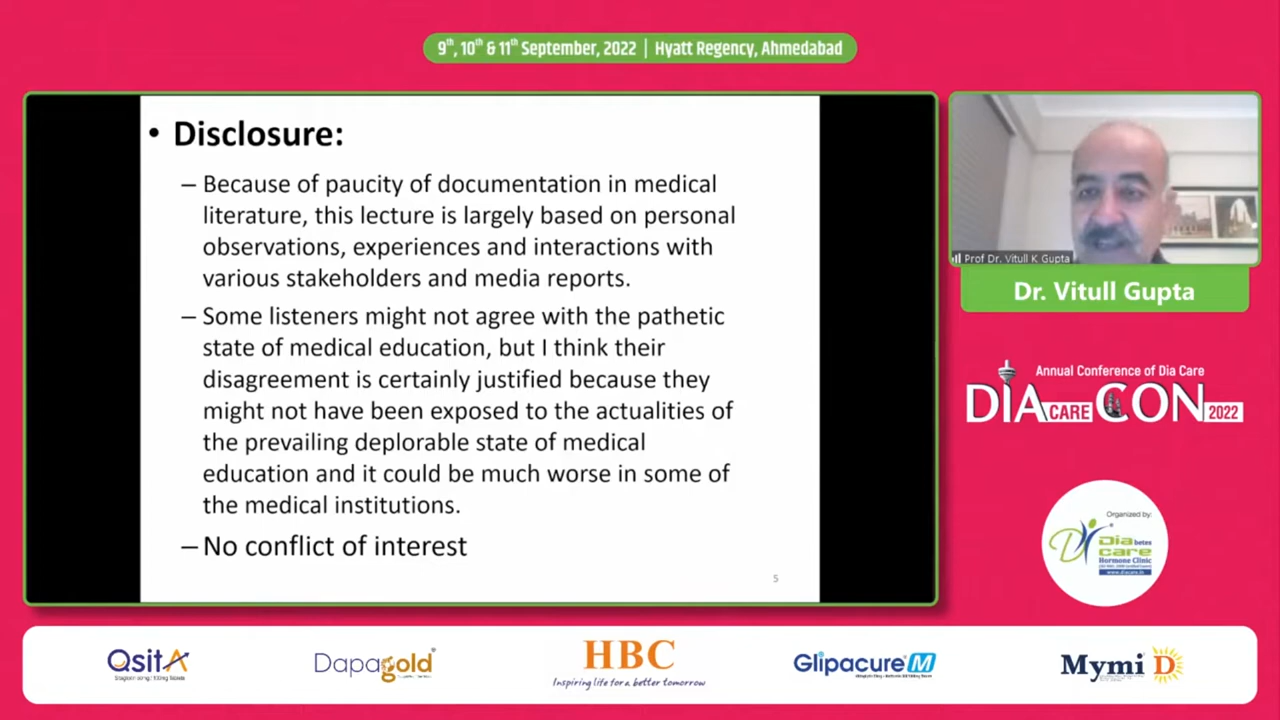 9th, 10th & 11th September, 2022 | Hyatt Regency, Ahmedabad
• Disclosure:
– Because of paucity of documentation in medical
literature, this lecture is largely based on personal
observations, experiences and interactions with
various stakeholders and media reports.
– Some listeners might not agree with the pathetic
state of medical education, but I think their
disagreement is certainly justified because they
might not have been exposed to the actualities of
the prevailing deplorable state of medical
education and it could be much worse in some of
the medical institutions.
– No conflict of interest
5
Prof Dr. Vitull K Gupta
Dr. Vitull Gupta
Annual Conference of Dia Care
DIA CARE CON 2022
Organized by:
Diabetes
care
Hormone Clinic
www.diacare.in
QsitA
Dapagold
HBC
Inspiring life for a better tomorrow
Glipacure M
Mymi D